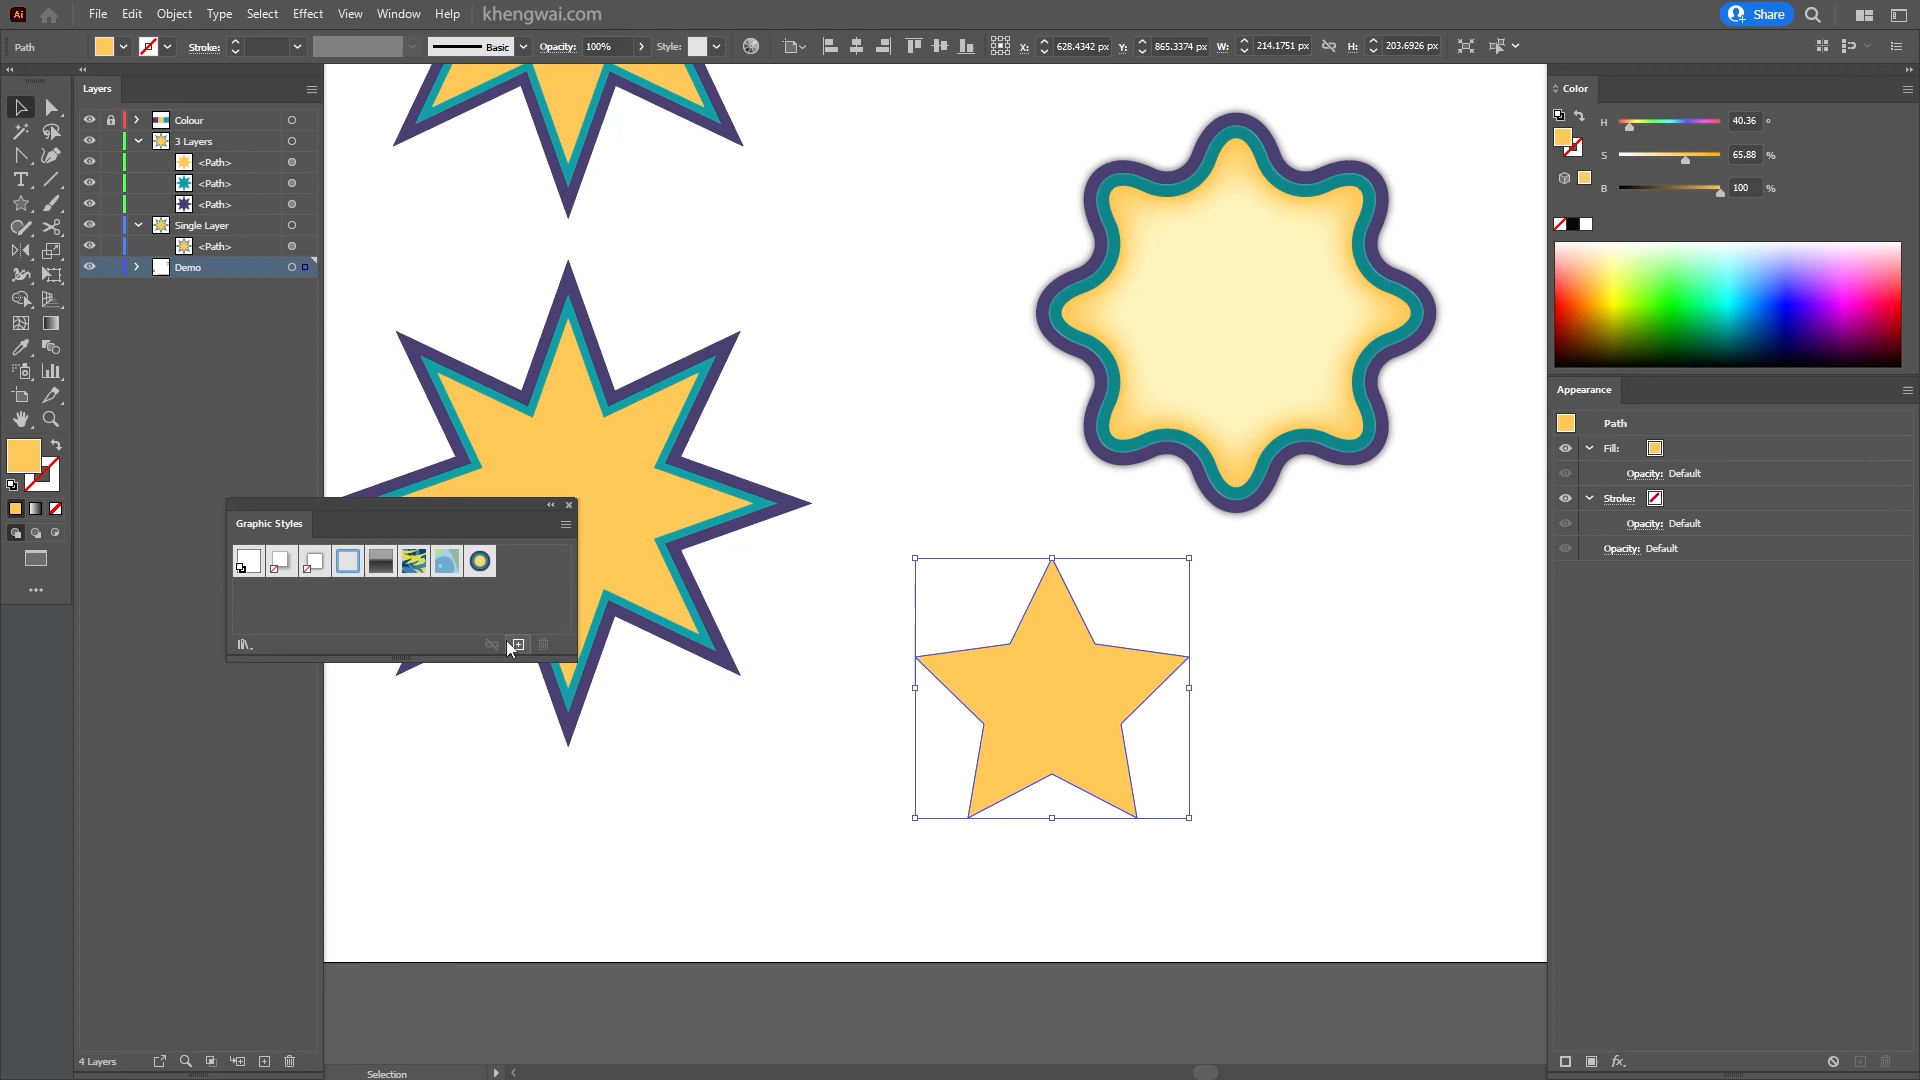 Ai File Edit Object Type Select Effect View Window Help khengwai.com Share
Path Stroke: Basic Opacity: 100% Style: X: 628.4342 px Y: 865.3374 px W: 214.1751 px H: 203.6926 px
Layers
Colour
3 Layers
<Path>
<Path>
<Path>
Single Layer
<Path>
Demo
Graphic Styles
4 Layers
Selection
Color
H 40.36 °
S 65.88 %
B 100 %
Appearance
Path
Fill:
Opacity: Default
Stroke:
Opacity: Default
Opacity: Default
fx.